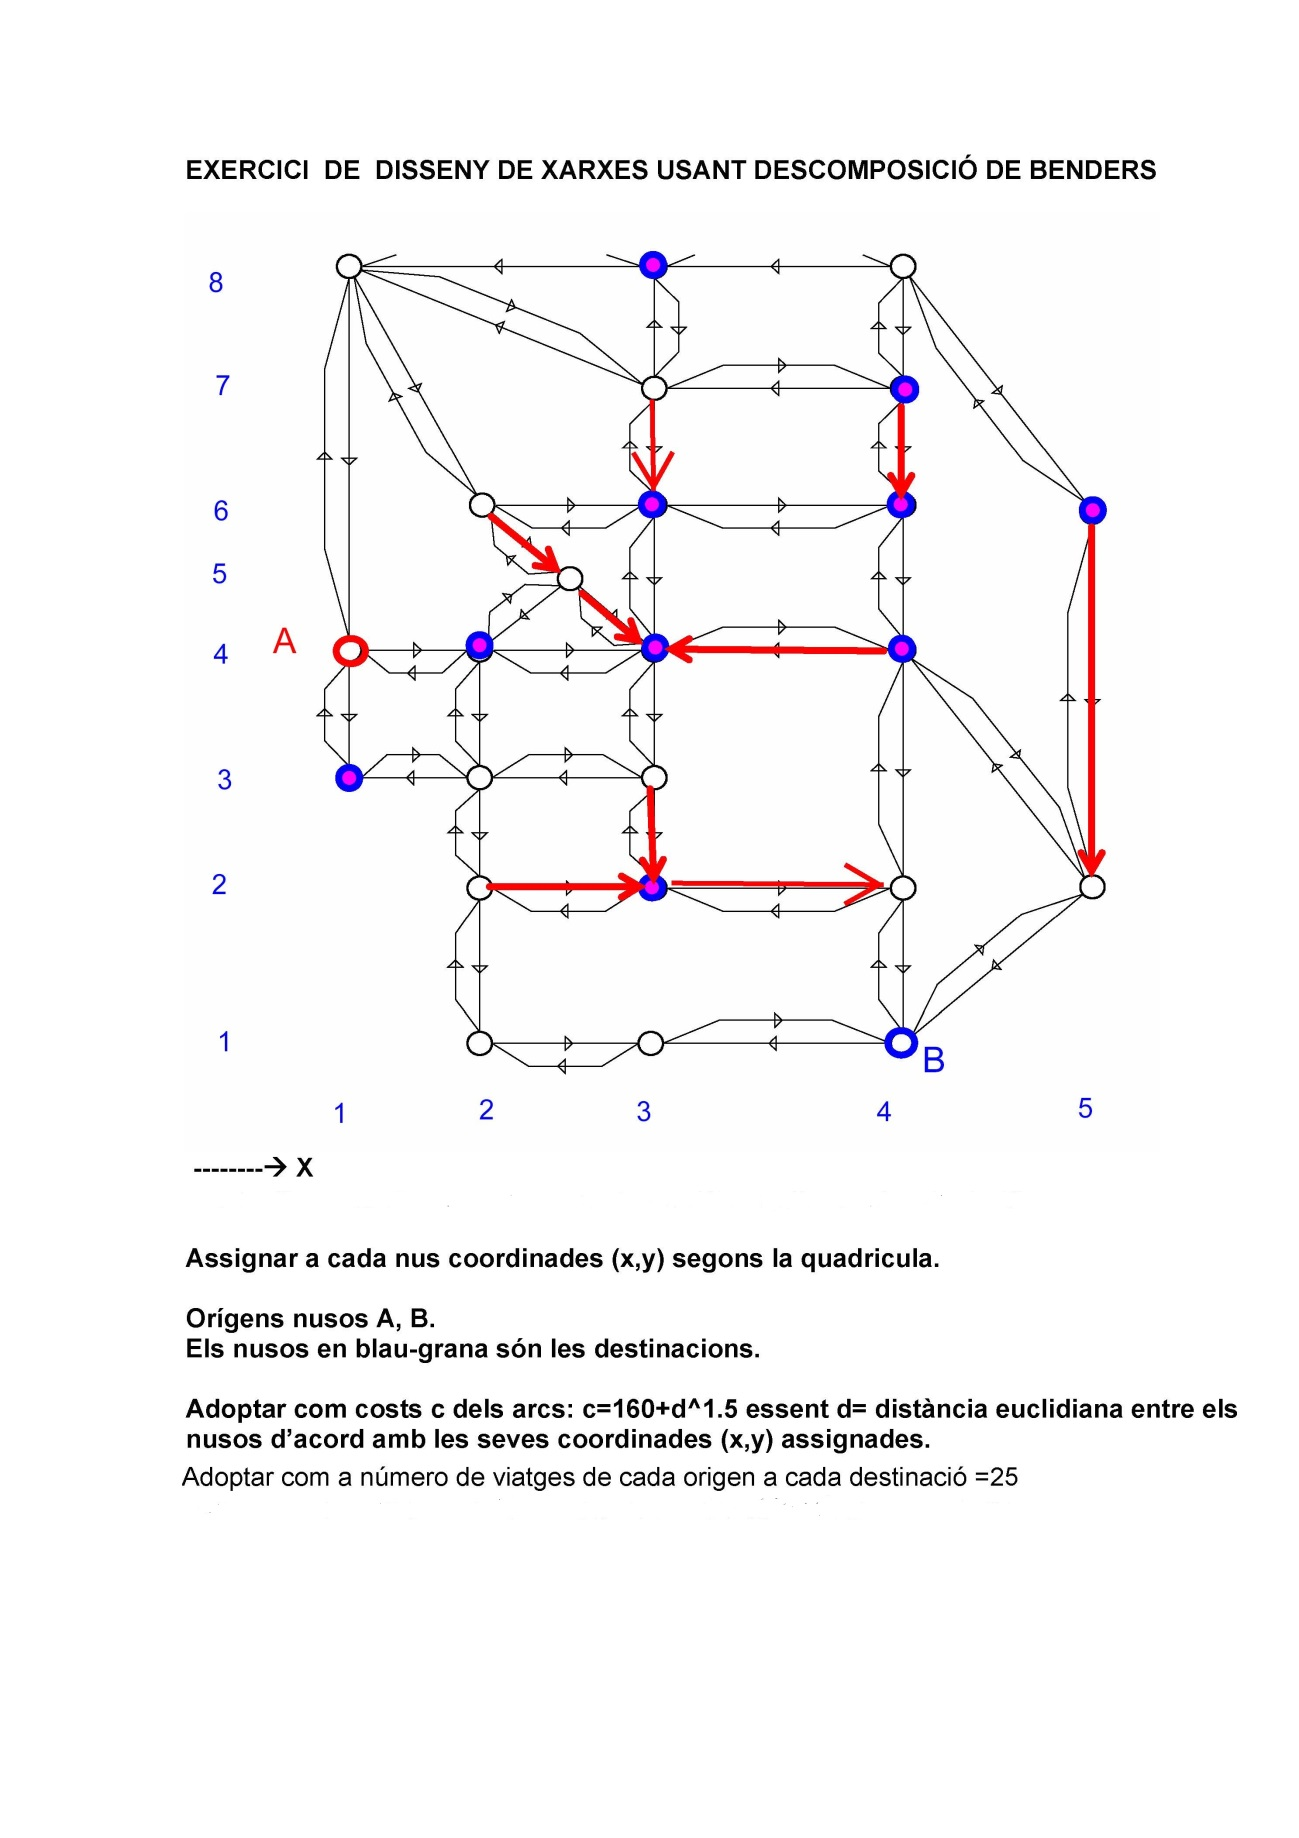 EXERCICI DE DISSENY DE XARXES USANT DESCOMPOSICIÓ DE BENDERS
8
7
6
5
A
4
3
2
1
B
1 2 3 4 5
--------→ X
Assignar a cada nus coordinades (x,y) segons la quadricula.
Orígens nusos A, B.
Els nusos en blau-grana són les destinacions.
Adoptar com costs c dels arcs: c=160+d^1.5 essent d= distància euclidiana entre els
nusos d’acord amb les seves coordinades (x,y) assignades.
Adoptar com a número de viatges de cada origen a cada destinació =25